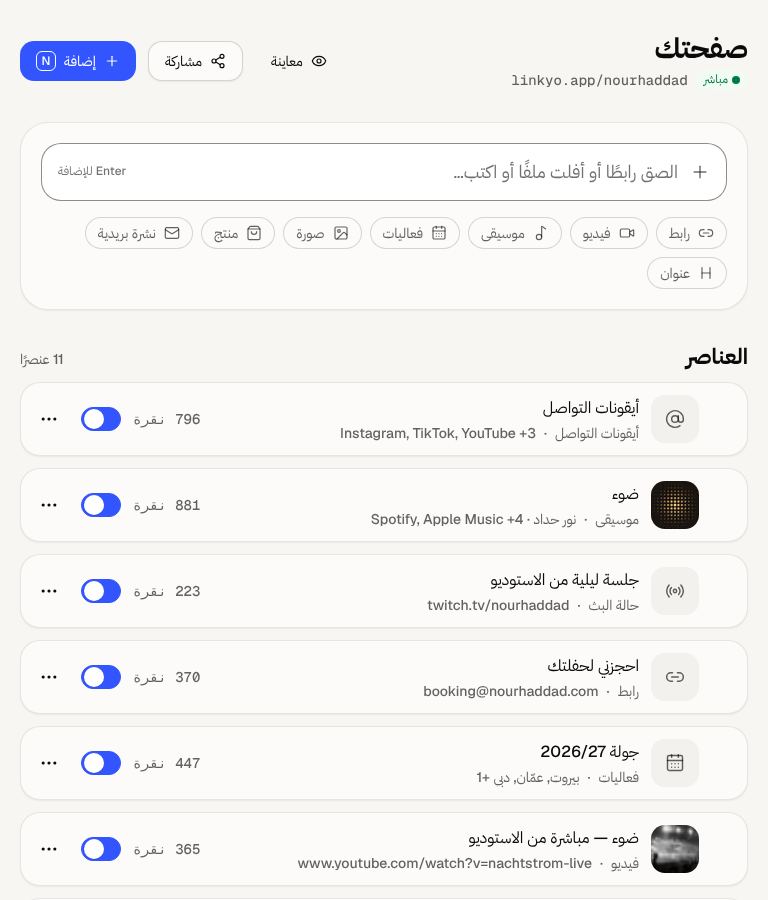 صفحتك
مباشر linkyo.app/nourhaddad
معاينة
مشاركة
إضافة N
الصق رابطًا أو أفلت ملفًا أو اكتب...
Enter للإضافة
رابط
فيديو
موسيقى
فعاليات
صورة
منتج
نشرة بريدية
عنوان
العناصر
11 عنصرًا
أيقونات التواصل
أيقونات التواصل · Instagram, TikTok, YouTube +3
796 نقرة
ضوء
موسيقى · نور حداد · Spotify, Apple Music +4
881 نقرة
جلسة ليلية من الاستوديو
حالة البث · twitch.tv/nourhaddad
223 نقرة
احجزني لحفلتك
رابط · booking@nourhaddad.com
370 نقرة
جولة 2026/27
فعاليات · بيروت, عمّان, دبي +1
447 نقرة
ضوء — مباشرة من الاستوديو
فيديو · www.youtube.com/watch?v=nachtstrom-live
365 نقرة